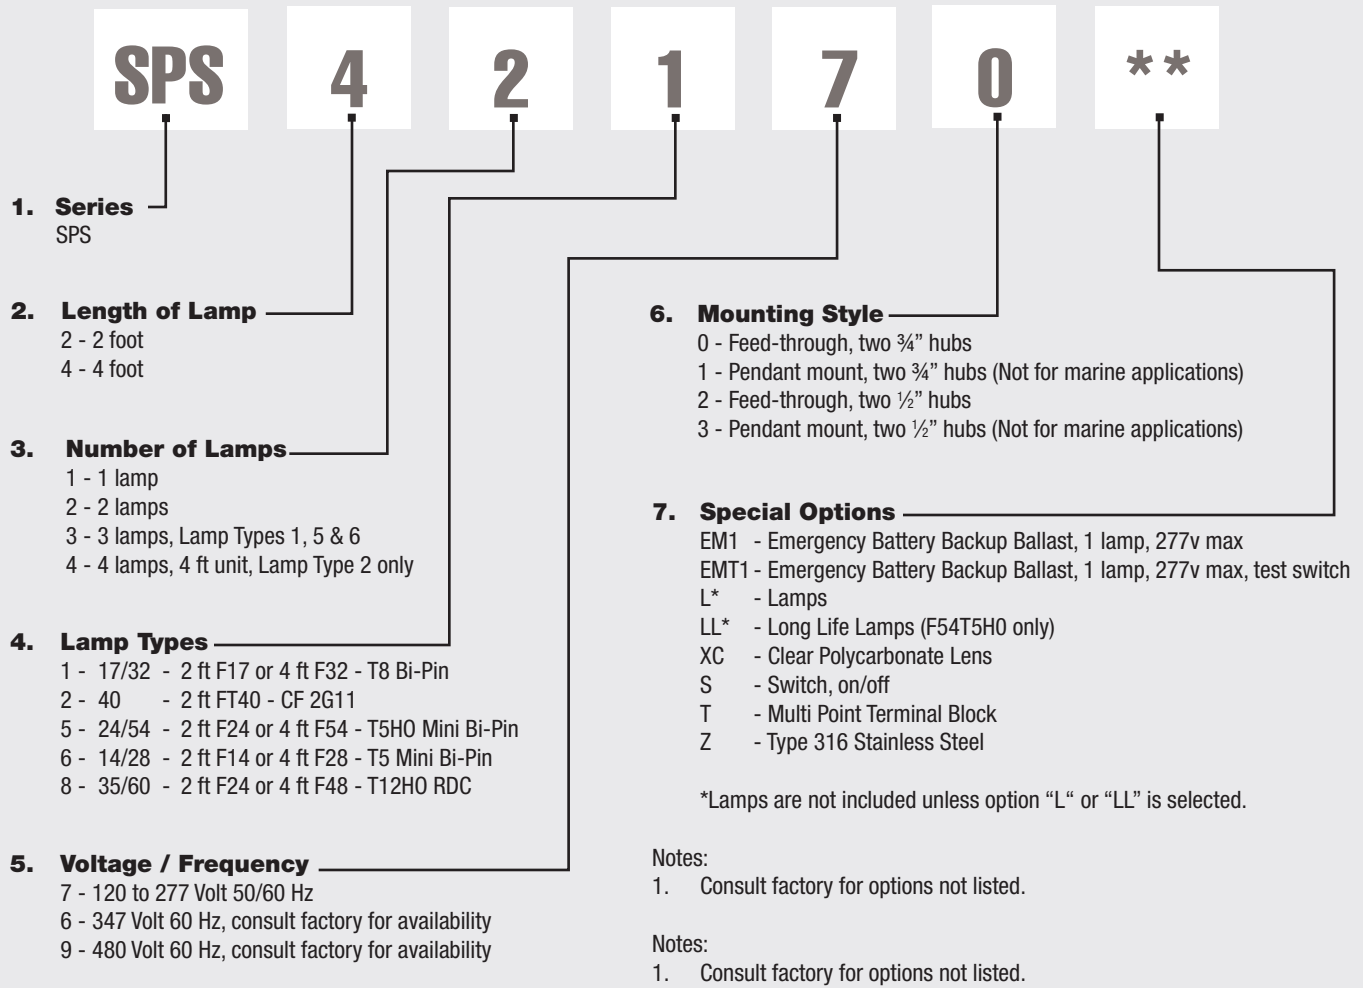 SPS 4 2 1 7 0 **
1. Series
SPS
2. Length of Lamp
2 - 2 foot
4 - 4 foot
3. Number of Lamps
1 - 1 lamp
2 - 2 lamps
3 - 3 lamps, Lamp Types 1, 5 & 6
4 - 4 lamps, 4 ft unit, Lamp Type 2 only
4. Lamp Types
1 - 17/32 - 2 ft F17 or 4 ft F32 - T8 Bi-Pin
2 - 40 - 2 ft FT40 - CF 2G11
5 - 24/54 - 2 ft F24 or 4 ft F54 - T5HO Mini Bi-Pin
6 - 14/28 - 2 ft F14 or 4 ft F28 - T5 Mini Bi-Pin
8 - 35/60 - 2 ft F24 or 4 ft F48 - T12HO RDC
5. Voltage / Frequency
7 - 120 to 277 Volt 50/60 Hz
6 - 347 Volt 60 Hz, consult factory for availability
9 - 480 Volt 60 Hz, consult factory for availability
6. Mounting Style
0 - Feed-through, two ¾” hubs
1 - Pendant mount, two ¾” hubs (Not for marine applications)
2 - Feed-through, two ½” hubs
3 - Pendant mount, two ½” hubs (Not for marine applications)
7. Special Options
EM1 - Emergency Battery Backup Ballast, 1 lamp, 277v max
EMT1 - Emergency Battery Backup Ballast, 1 lamp, 277v max, test switch
L* - Lamps
LL* - Long Life Lamps (F54T5H0 only)
XC - Clear Polycarbonate Lens
S - Switch, on/off
T - Multi Point Terminal Block
Z - Type 316 Stainless Steel
*Lamps are not included unless option “L“ or “LL” is selected.
Notes:
1. Consult factory for options not listed.
Notes:
1. Consult factory for options not listed.